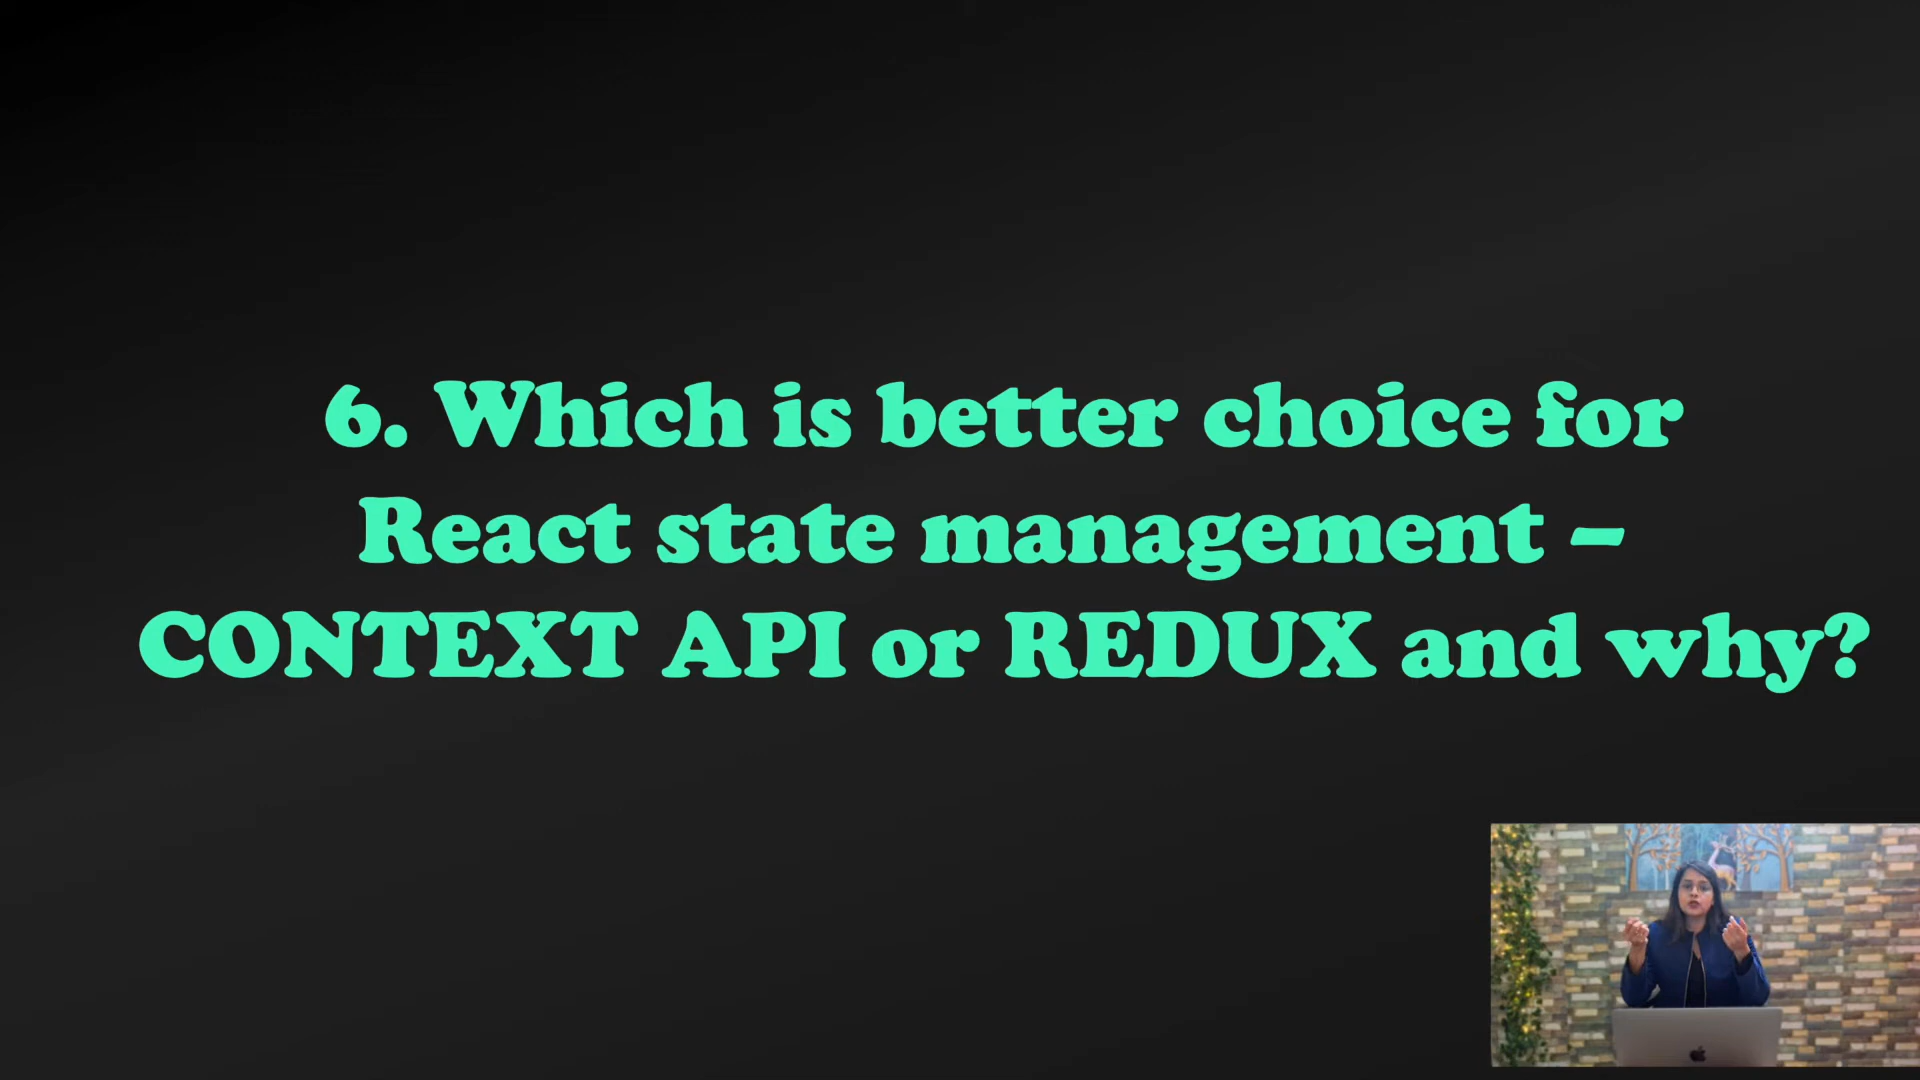 6. Which is better choice for
React state management –
CONTEXT API or REDUX and why?